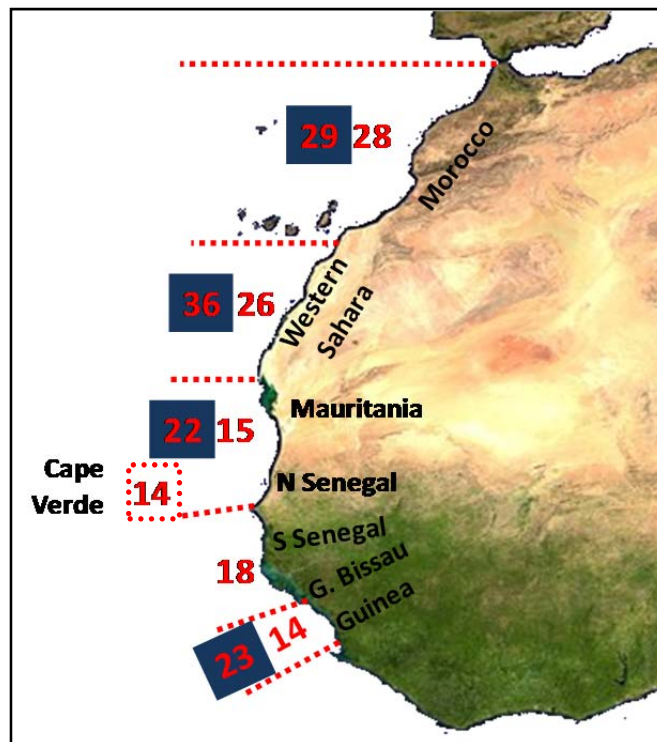 29 28
Morocco
36 26
Western
Sahara
22 15
Mauritania
Cape
Verde
14
N Senegal
S Senegal
18
G. Bissau
Guinea
23 14